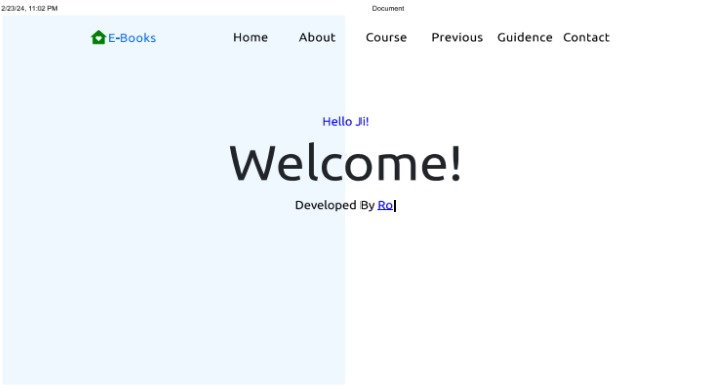 2/23/24, 11:02 PM Document
E-Books Home About Course Previous Guidence Contact
Hello Ji!
Welcome!
Developed By Ro